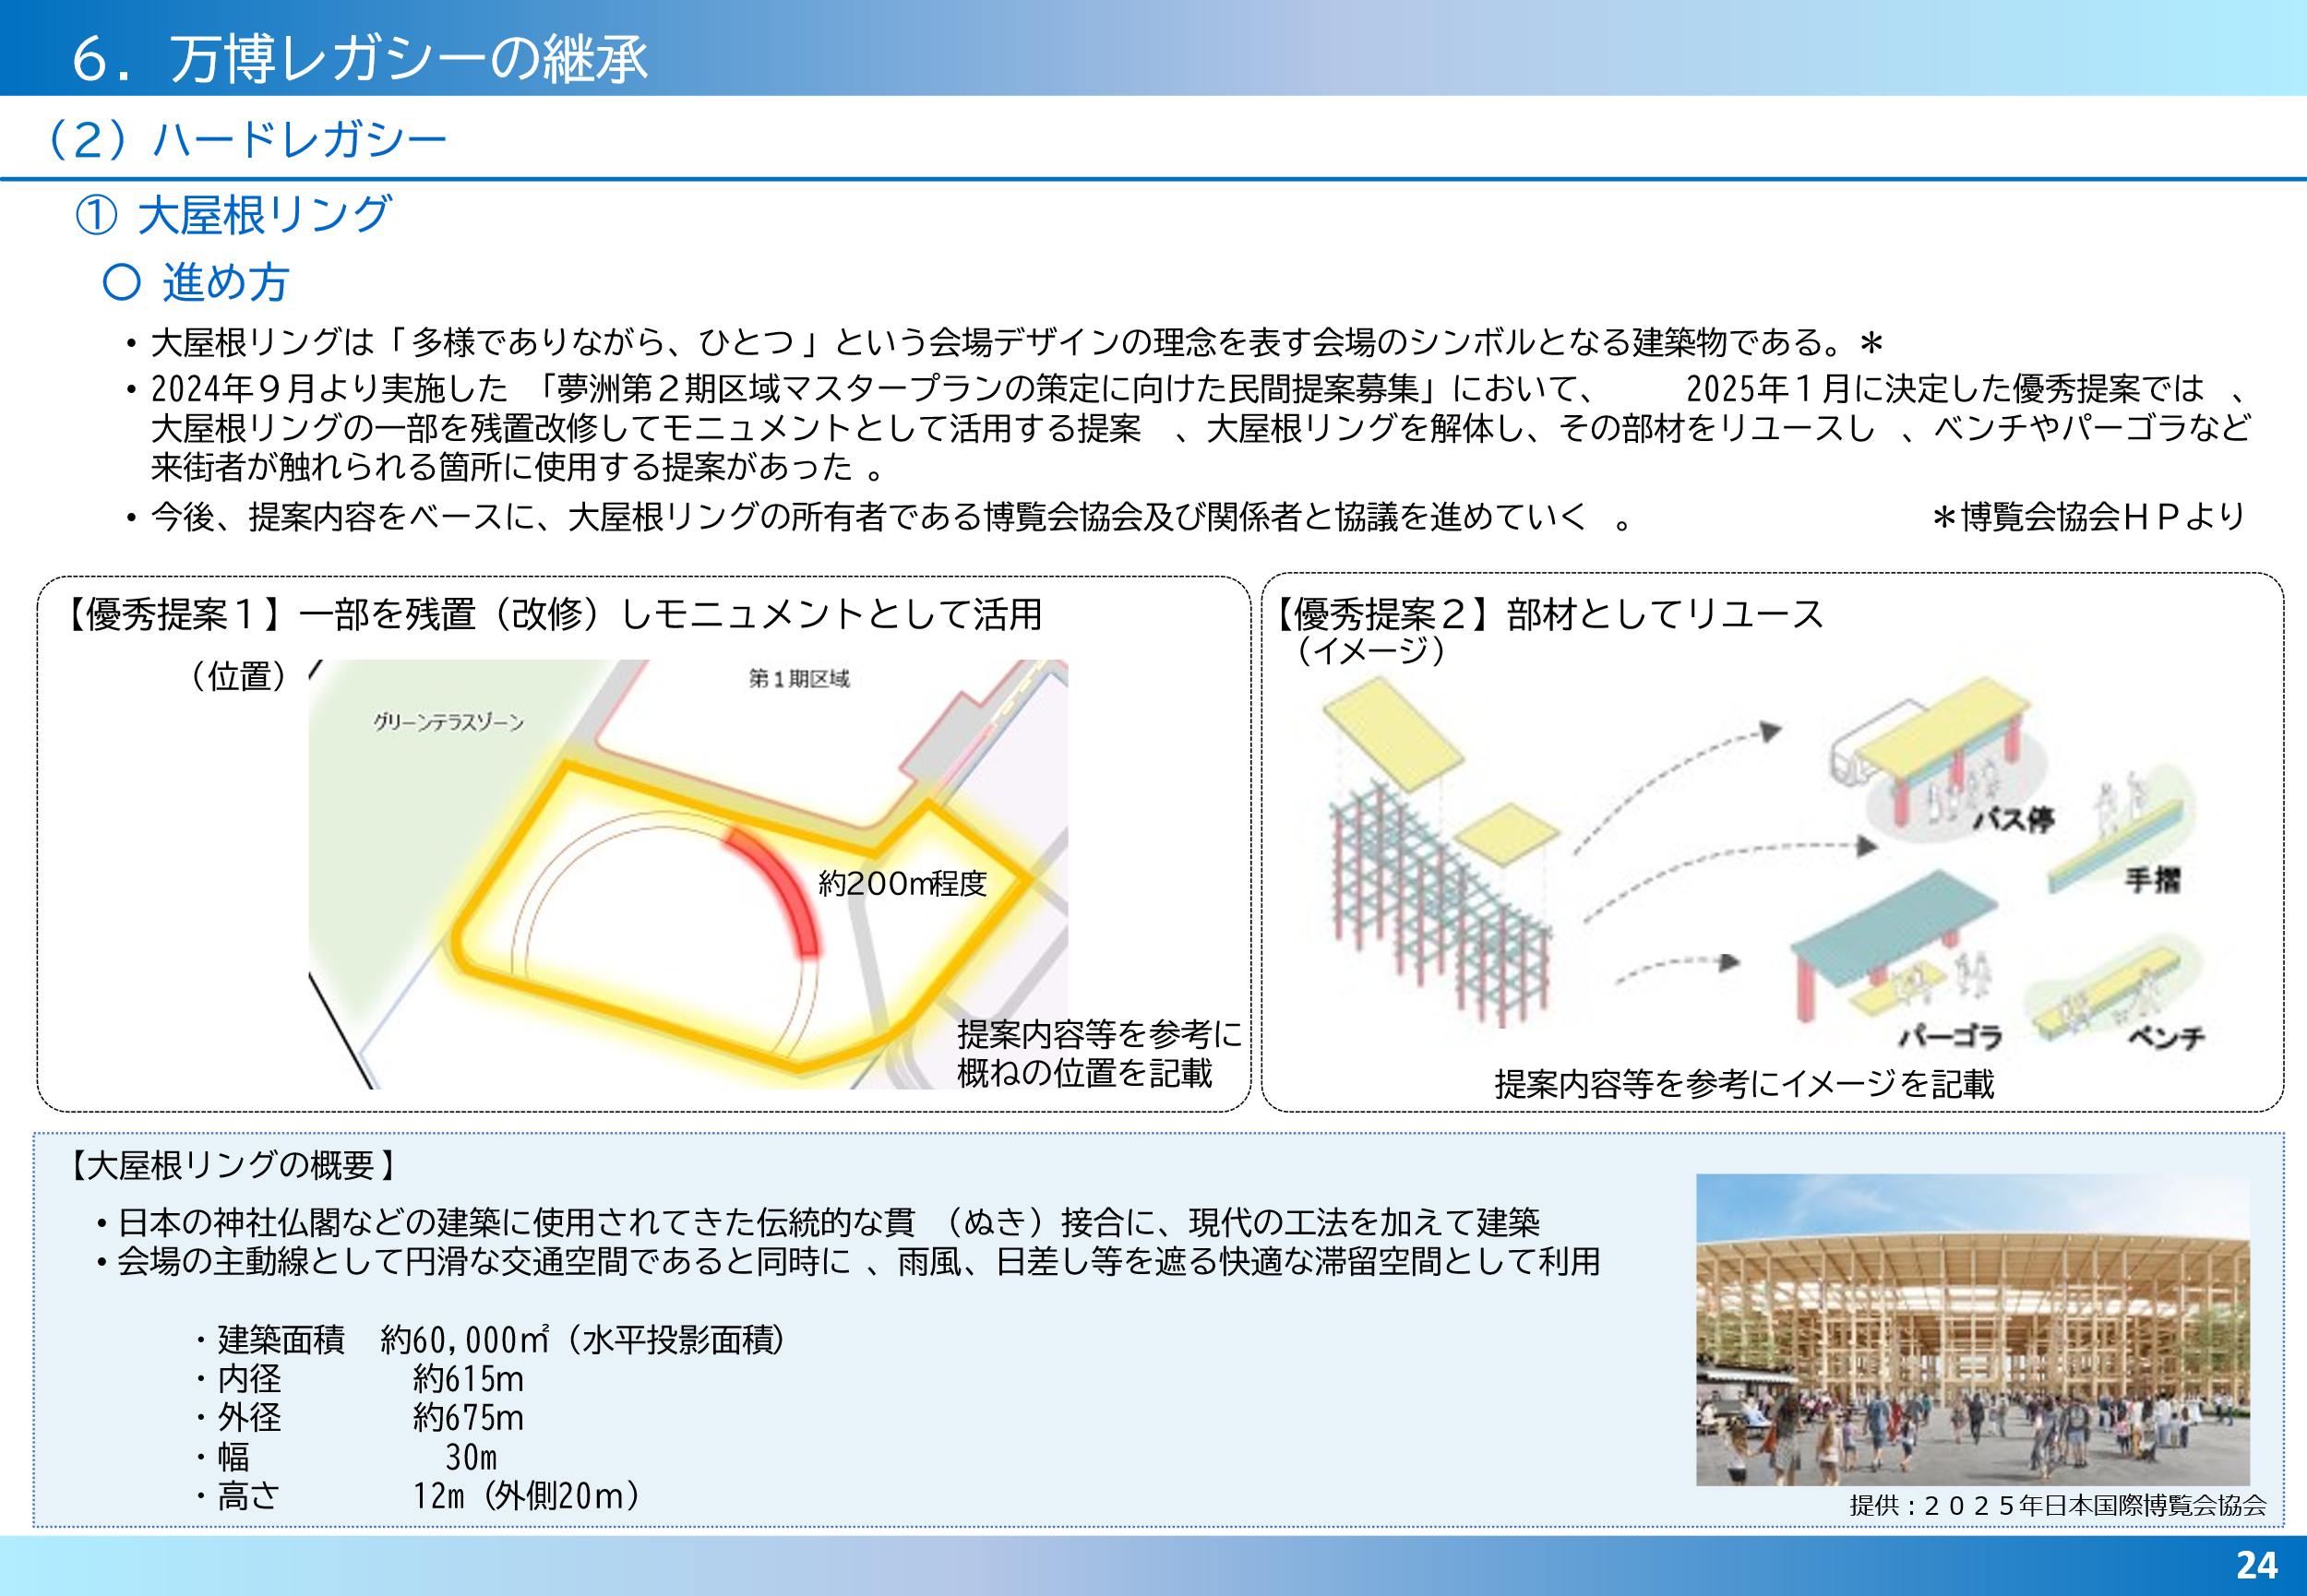 ６．万博レガシーの継承
（２）ハードレガシー
① 大屋根リング
〇 進め方
・大屋根リングは「多様でありながら、ひとつ」という会場デザインの理念を表す会場のシンボルとなる建築物である。＊
・2024年９月より実施した 「夢洲第２期区域マスタープランの策定に向けた民間提案募集」において、 2025年１月に決定した優秀提案では 、
大屋根リングの一部を残置改修してモニュメントとして活用する提案 、大屋根リングを解体し、その部材をリユースし 、ベンチやパーゴラなど
来街者が触れられる箇所に使用する提案があった 。
・今後、提案内容をベースに、大屋根リングの所有者である博覧会協会及び関係者と協議を進めていく 。
＊博覧会協会ＨＰより
【優秀提案１】一部を残置（改修）しモニュメントとして活用
（位置）
第１期区域
グリーンテラスゾーン
約200m程度
提案内容等を参考に
概ねの位置を記載
【優秀提案２】部材としてリユース
（イメージ）
バス停
手摺
パーゴラ
ベンチ
提案内容等を参考にイメージを記載
【大屋根リングの概要】
・日本の神社仏閣などの建築に使用されてきた伝統的な貫 （ぬき）接合に、現代の工法を加えて建築
・会場の主動線として円滑な交通空間であると同時に 、雨風、日差し等を遮る快適な滞留空間として利用
・建築面積 約60,000㎡（水平投影面積）
・内径 約615m
・外径 約675m
・幅 30m
・高さ 12m（外側20m）
提供：２０２５年日本国際博覧会協会
24